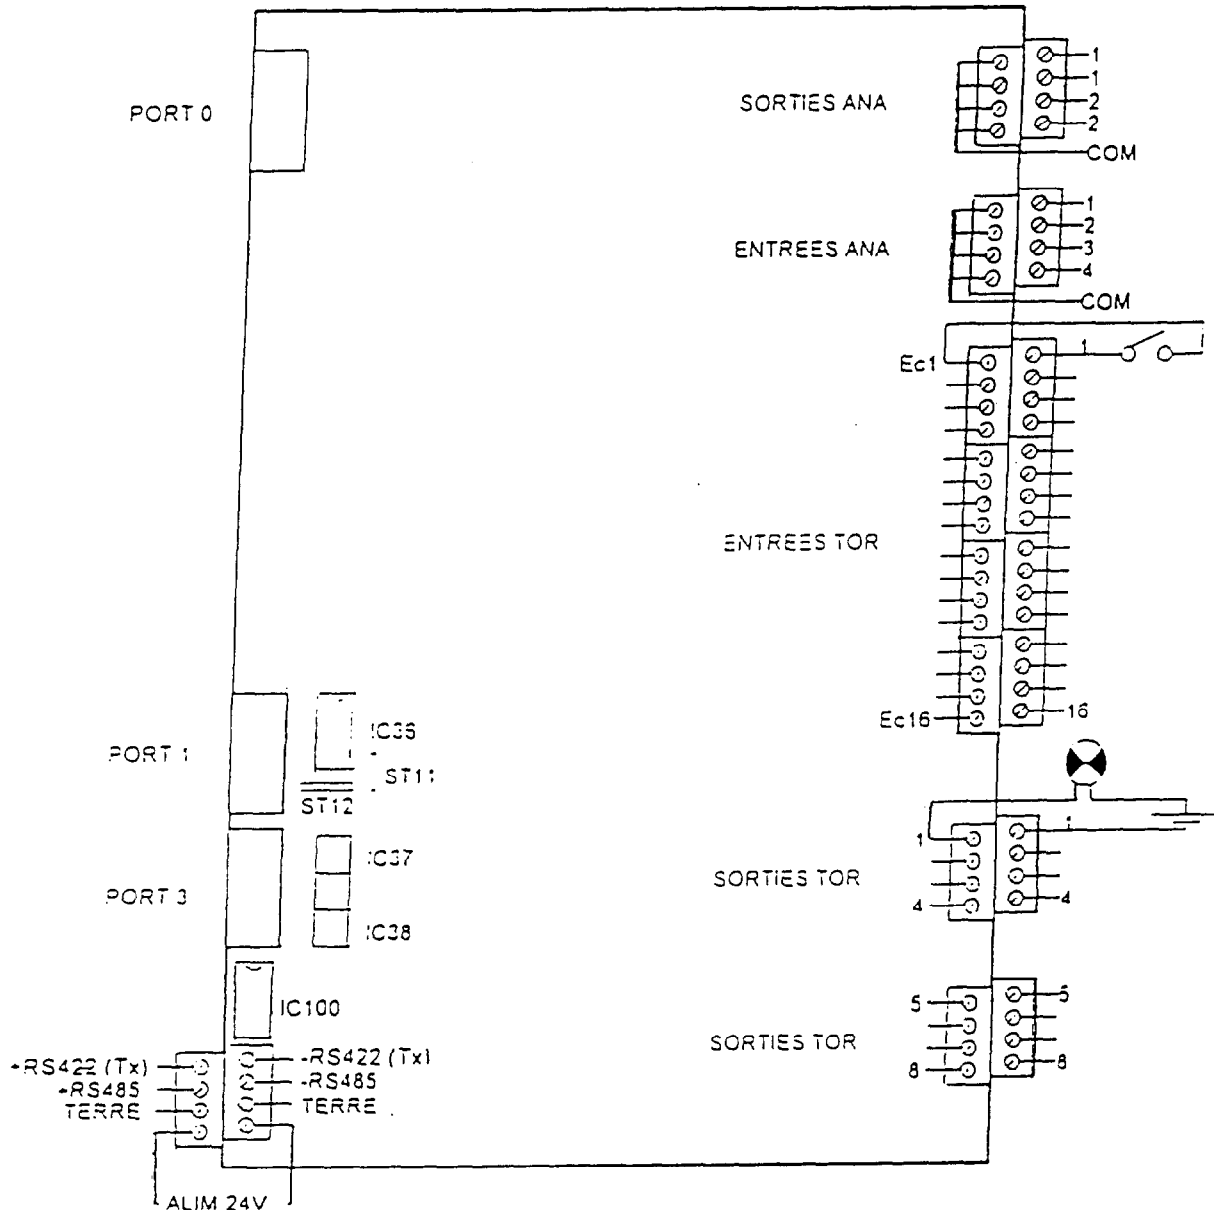 PORT 0
SORTIES ANA
1
1
2
2
COM
ENTREES ANA
1
2
3
4
COM
Ec1
1
ENTREES TOR
Ec16
16
PORT 1
IC36
ST11
ST12
1
1
SORTIES TOR
4
4
PORT 3
IC37
IC38
IC100
5
5
SORTIES TOR
8
8
+RS422 (Tx)
-RS422 (Tx)
+RS485
-RS485
TERRE
TERRE
ALIM 24V